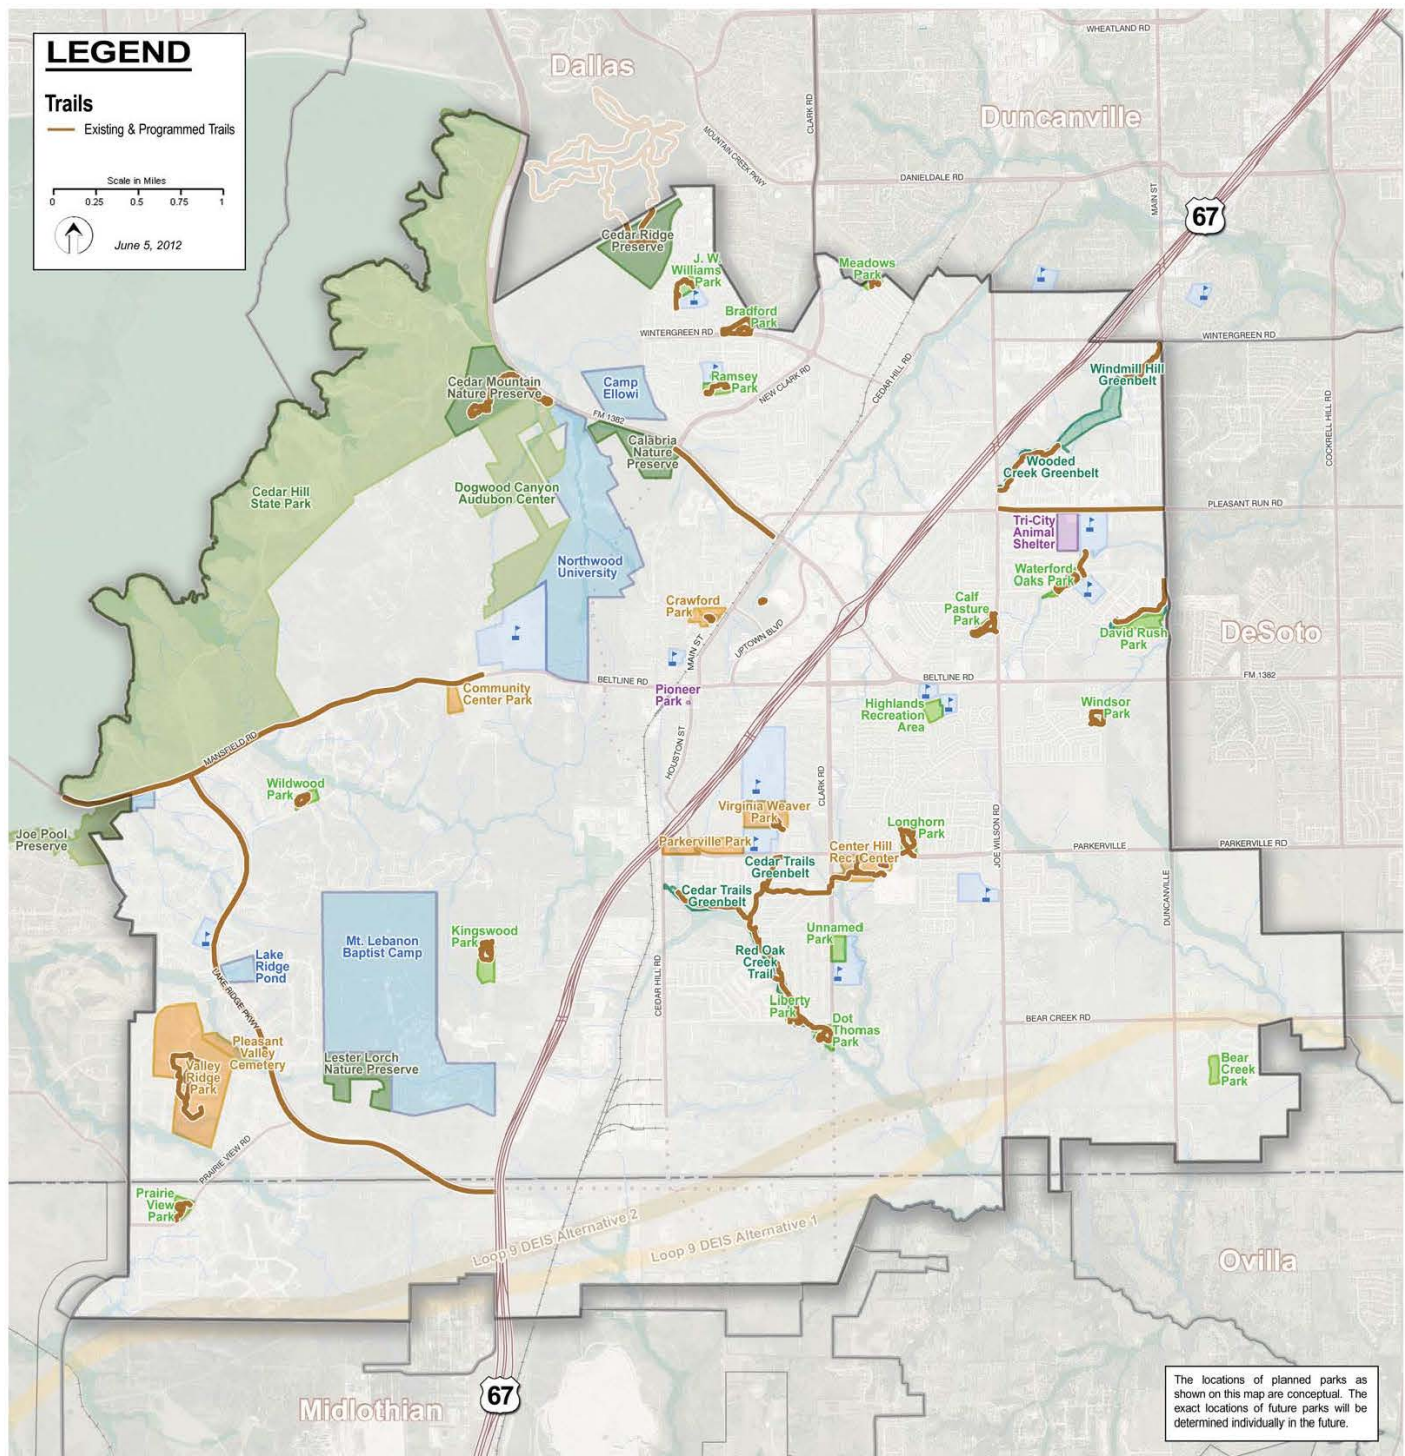 LEGEND
Trails
Existing & Programmed Trails
Scale in Miles
0 0.25 0.5 0.75 1
June 5, 2012
Dallas
Duncanville
WHEATLAND RD
CLARK RD
MOUNTAIN CREEK PKWY
DANIELDALE RD
MAIN ST
67
Cedar Ridge
Preserve
J. W.
Williams
Park
Meadows
Park
Bradford
Park
WINTERGREEN RD
WINTERGREEN RD
Cedar Mountain
Nature Preserve
Camp
Ellowi
Ramsey
Park
NEW CLARK RD
CEDAR HILL RD
Windmill Hill
Greenbelt
COCKRELL HILL RD
FM 1382
Calabria
Nature
Preserve
Wooded
Creek Greenbelt
Cedar Hill
State Park
Dogwood Canyon
Audubon Center
PLEASANT RUN RD
Tri-City
Animal
Shelter
Northwood
University
Waterford
Oaks Park
Crawford
Park
Calf
Pasture
Park
David Rush
Park
DeSoto
MAIN ST
UPTOWN BLVD
BELTLINE RD
BELTLINE RD
FM 1382
Community
Center Park
Pioneer
Park
Highlands
Recreation
Area
Windsor
Park
MANSFIELD RD
HOUSTON ST
Wildwood
Park
CLARK RD
JOE WILSON RD
Virginia Weaver
Park
Longhorn
Park
Joe Pool
Preserve
Parkerville Park
Center Hill
Rec. Center
PARKERVILLE
PARKERVILLE RD
Cedar Trails
Greenbelt
Cedar Trails
Greenbelt
DUNCANVILLE
Kingswood
Park
Unnamed
Park
Mt. Lebanon
Baptist Camp
Lake
Ridge
Pond
Red Oak
Creek
Trail
CEDAR HILL RD
LAKE RIDGE PKWY
Liberty
Park
Dot
Thomas
Park
BEAR CREEK RD
Pleasant
Valley
Cemetery
Valley
Ridge
Park
Lester Lorch
Nature Preserve
Bear
Creek
Park
PRAIRIE VIEW RD
Prairie
View
Park
Loop 9 DEIS Alternative 2
Loop 9 DEIS Alternative 1
Ovilla
Midlothian
67
The locations of planned parks as
shown on this map are conceptual. The
exact locations of future parks will be
determined individually in the future.